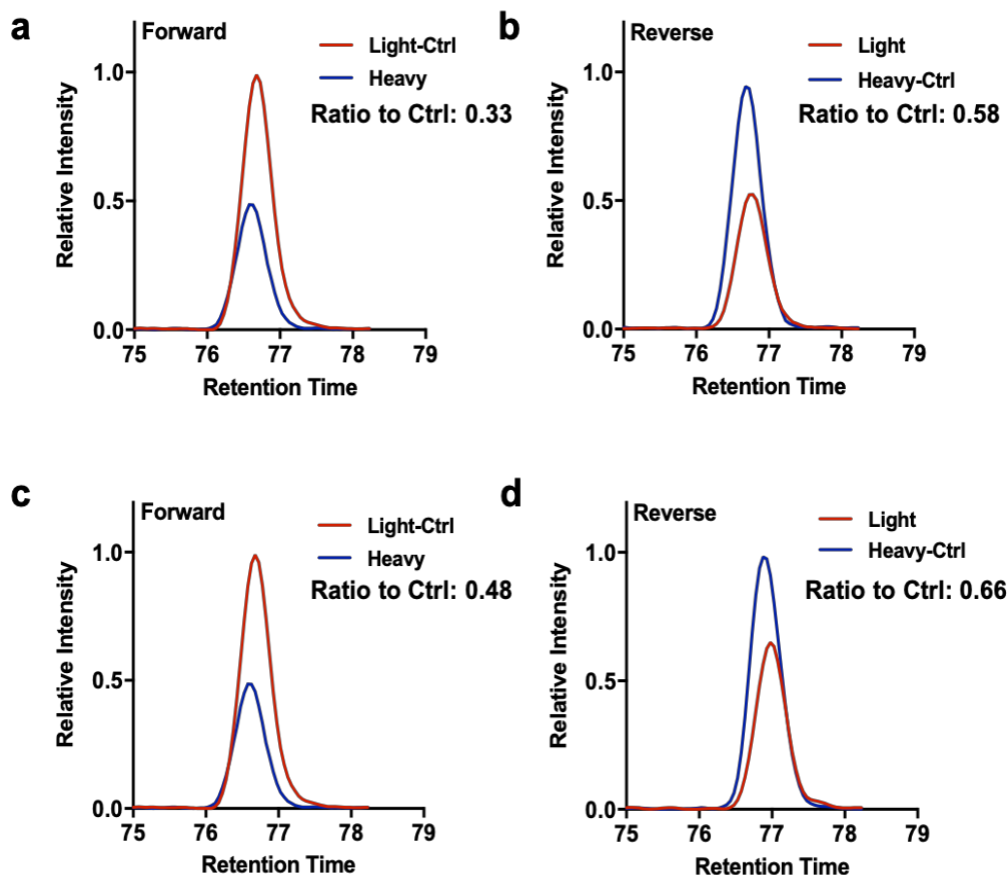 a
Forward
Light-Ctrl
Heavy
Ratio to Ctrl: 0.33
1.0
0.5
0.0
Relative Intensity
75 76 77 78 79
Retention Time
b
Reverse
Light
Heavy-Ctrl
Ratio to Ctrl: 0.58
1.0
0.5
0.0
Relative Intensity
75 76 77 78 79
Retention Time
c
Forward
Light-Ctrl
Heavy
Ratio to Ctrl: 0.48
1.0
0.5
0.0
Relative Intensity
75 76 77 78 79
Retention Time
d
Reverse
Light
Heavy-Ctrl
Ratio to Ctrl: 0.66
1.0
0.5
0.0
Relative Intensity
75 76 77 78 79
Retention Time